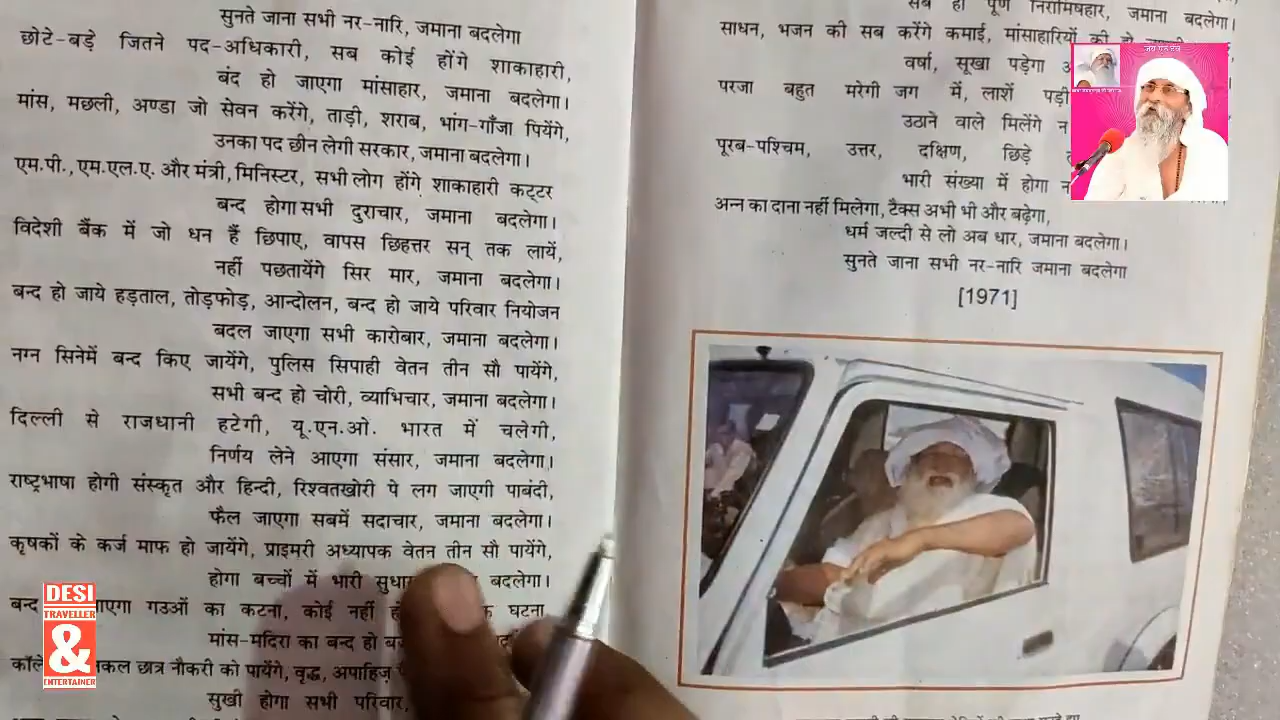 सुनते जाना सभी नर-नारि, जमाना बदलेगा
छोटे-बड़े जितने पद-अधिकारी, सब कोई होंगे शाकाहारी,
बंद हो जाएगा मांसाहार, जमाना बदलेगा।
मांस, मछली, अण्डा जो सेवन करेंगे, ताड़ी, शराब, भांग-गाँजा पियेंगे,
उनका पद छीन लेगी सरकार, जमाना बदलेगा।
एम.पी., एम.एल.ए. और मंत्री, मिनिस्टर, सभी लोग होंगे शाकाहारी कट्टर
बन्द होगा सभी दुराचार, जमाना बदलेगा।
विदेशी बैंक में जो धन हैं छिपाए, वापस छिहत्तर सन् तक लायें,
नहीं पछतायेंगे सिर मार, जमाना बदलेगा।
बन्द हो जाये हड़ताल, तोड़फोड़, आन्दोलन, बन्द हो जाये परिवार नियोजन
बदल जाएगा सभी कारोबार, जमाना बदलेगा।
नग्न सिनेमें बन्द किए जायेंगे, पुलिस सिपाही वेतन तीन सौ पायेंगे,
सभी बन्द हो चोरी, व्याभिचार, जमाना बदलेगा।
दिल्ली से राजधानी हटेगी, यू.एन.ओ. भारत में चलेगी,
निर्णय लेने आएगा संसार, जमाना बदलेगा।
राष्ट्रभाषा होगी संस्कृत और हिन्दी, रिश्वतखोरी पे लग जाएगी पाबंदी,
फैल जाएगा सबमें सदाचार, जमाना बदलेगा।
कृषकों के कर्ज माफ हो जायेंगे, प्राइमरी अध्यापक वेतन तीन सौ पायेंगे,
होगा बच्चों में भारी बदलेगा।
बन्द गउओं का कटना, कोई नहीं घटना
मांस-मदिरा का बन्द हो
छात्र नौकरी को पायेंगे, वृद्ध, अपाहिज
सुखी होगा सभी परिवार,
सब हो पूर्ण निरामिषहार, जमाना बदलेगा।
साधन, भजन की सब करेंगे कमाई, मांसाहारियों की हो
वर्षा, सूखा पड़ेगा
परजा बहुत मरेगी जग में, लाशें पड़ी
उठाने वाले मिलेंगे
पूरब-पश्चिम, उत्तर, दक्षिण, छिड़े
भारी संख्या में होगा
अन्न का दाना नहीं मिलेगा, टैक्स अभी भी और बढ़ेगा,
धर्म जल्दी से लो अब धार, जमाना बदलेगा।
सुनते जाना सभी नर-नारि जमाना बदलेगा
[1971]
DESI
TRAVELLER
&
ENTERTAINER